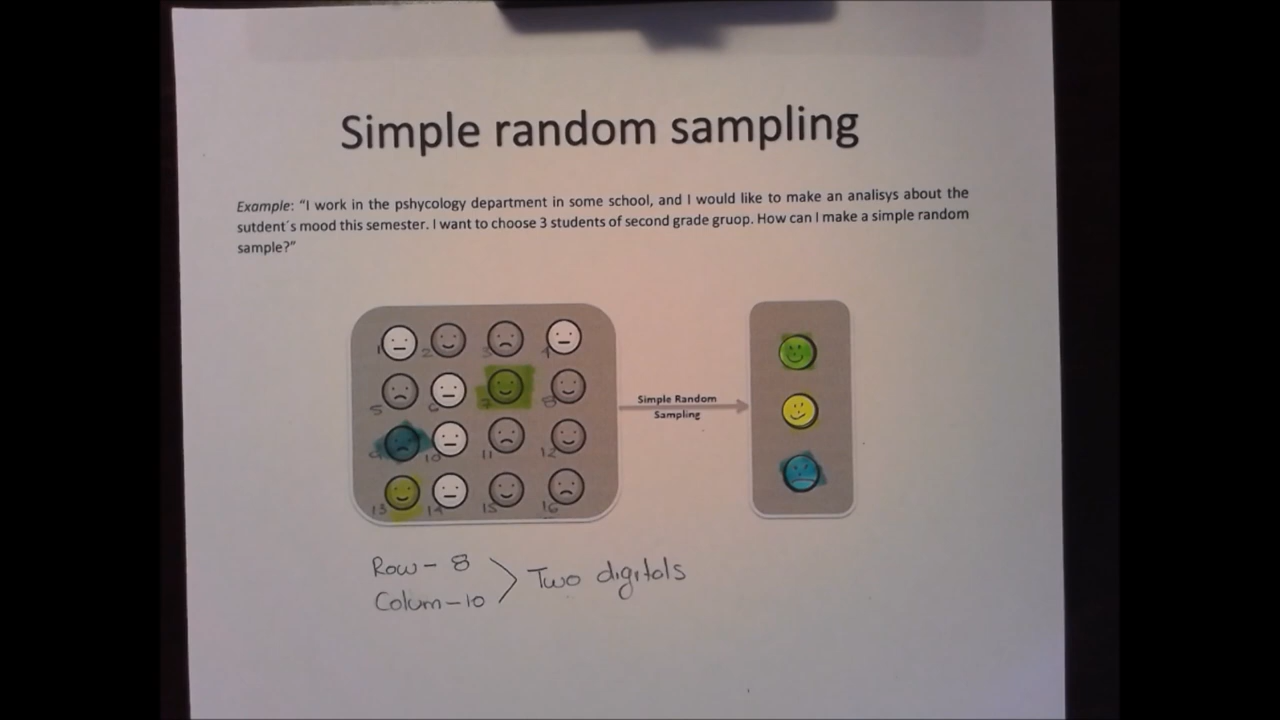 Simple random sampling
Example: “I work in the pshycology department in some school, and I would like to make an analisys about the
sutdent´s mood this semester. I want to choose 3 students of second grade gruop. How can I make a simple random
sample?”
1 2 3 4
5 6 7 8
9 10 11 12
13 14 15 16
Simple Random
Sampling
Row - 8
Colum - 10
Two digitals